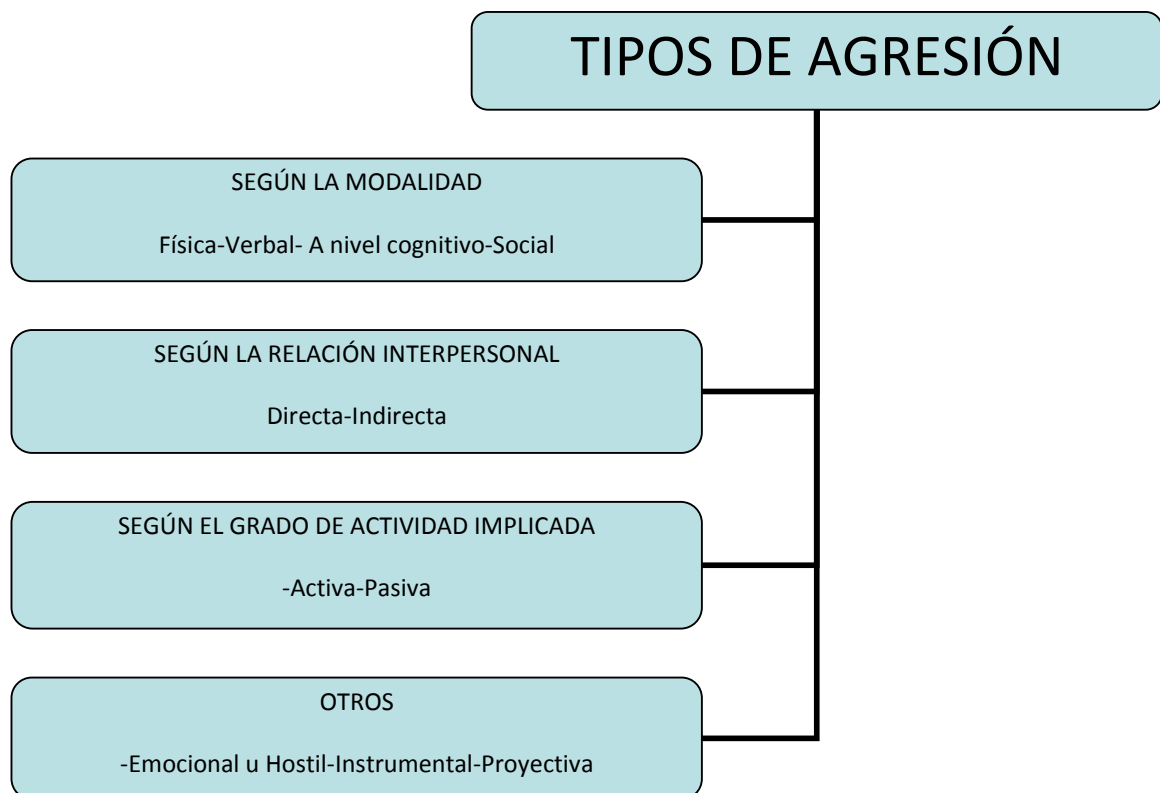 TIPOS DE AGRESIÓN
SEGÚN LA MODALIDAD
Física-Verbal- A nivel cognitivo-Social
SEGÚN LA RELACIÓN INTERPERSONAL
Directa-Indirecta
SEGÚN EL GRADO DE ACTIVIDAD IMPLICADA
-Activa-Pasiva
OTROS
-Emocional u Hostil-Instrumental-Proyectiva